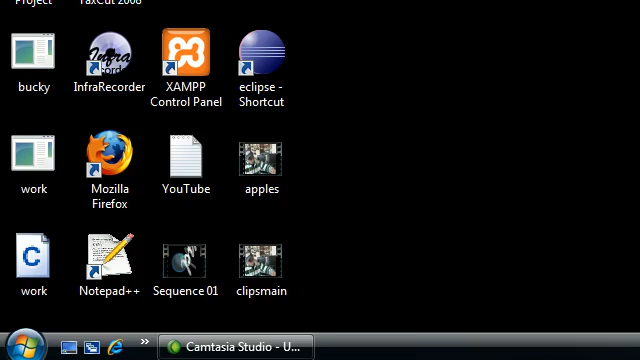 Project TaxCut 2008
bucky InfraRecorder XAMPP Control Panel eclipse - Shortcut
work Mozilla Firefox YouTube apples
C
work Notepad++ Sequence 01 clipsmain
Camtasia Studio - U...